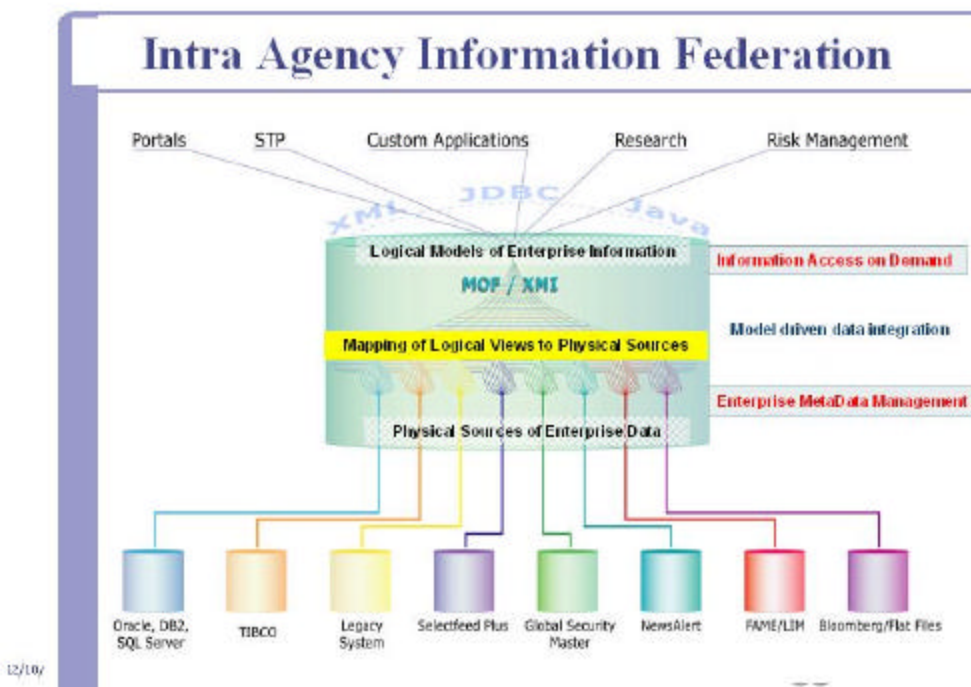 Intra Agency Information Federation
Portals STP Custom Applications Research Risk Management
XML JDBC Java
Logical Models of Enterprise Information
Information Access on Demand
MOF / XMI
Model driven data integration
Mapping of Logical Views to Physical Sources
Enterprise MetaData Management
Physical Sources of Enterprise Data
Oracle, DB2,
SQL Server
TIBCO
Legacy
System
Selectfeed Plus
Global Security
Master
NewsAlert
FAME/LIM
Bloomberg/Flat Files
12/10/